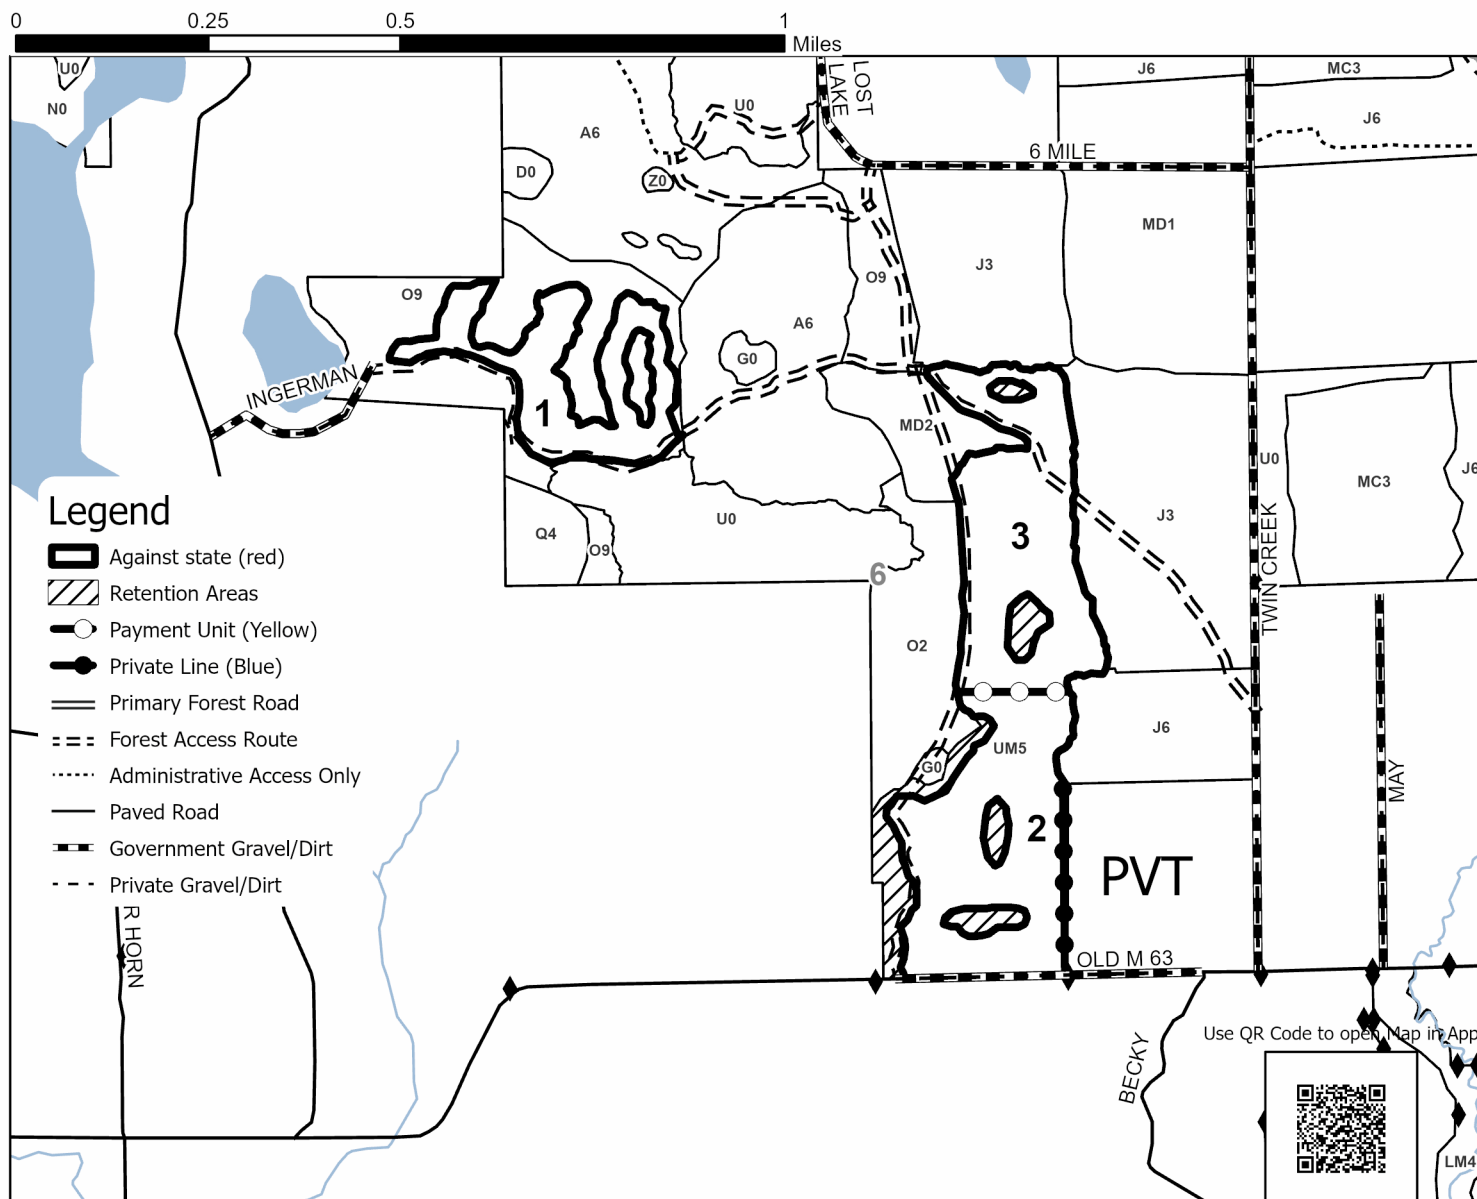 0 0.25 0.5 1
Miles
U0
N0
A6
U0
LAKE
LOST
J6
MC3
J6
6 MILE
D0
Z0
MD1
J3
O9
O9
A6
G0
INGERMAN
1
MD2
U0
MC3
J6
Legend
Against state (red)
Retention Areas
Payment Unit (Yellow)
Private Line (Blue)
Primary Forest Road
Forest Access Route
Administrative Access Only
Paved Road
Government Gravel/Dirt
Private Gravel/Dirt
Q4
O9
U0
3
J3
TWIN CREEK
6
O2
UM5
J6
G0
MAY
2
PVT
R HORN
OLD M 63
BECKY
Use QR Code to open Map in App
LM4